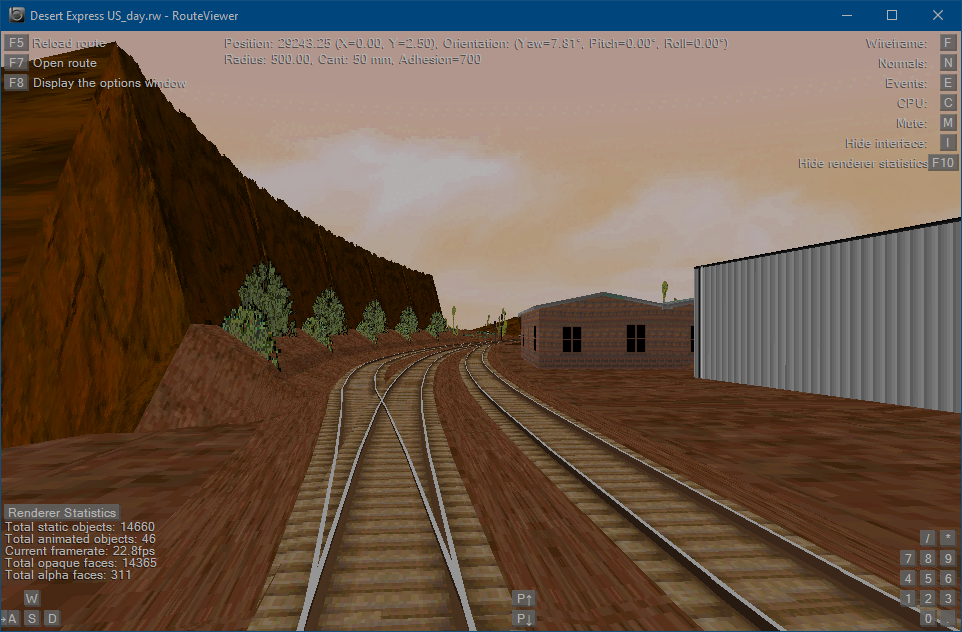 Desert Express US_day.rw - RouteViewer
F5 Reload route
F7 Open route
F8 Display the options window
Position: 29243.25 (X=0.00, Y=2.50), Orientation: (Yaw=7.81°, Pitch=0.00°, Roll=0.00°)
Radius: 500.00, Cant: 50 mm, Adhesion=700
Wireframe: F
Normals: N
Events: E
CPU: C
Mute: M
Hide interface: I
Hide renderer statistics F10
Renderer Statistics
Total static objects: 14660
Total animated objects: 46
Current framerate: 22.8fps
Total opaque faces: 14365
Total alpha faces: 311
W
A S D
P↑
P↓
/ *
7 8 9
4 5 6
1 2 3
0 .